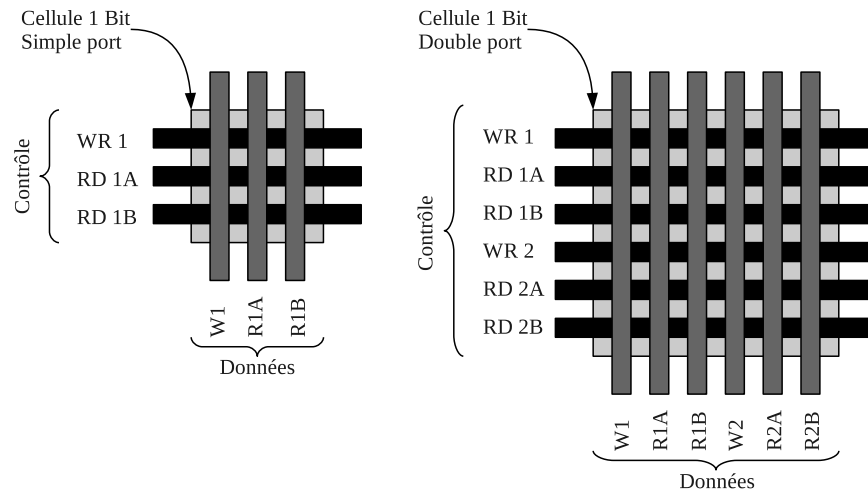 Cellule 1 Bit
Simple port
Contrôle
WR 1
RD 1A
RD 1B
W1
R1A
R1B
Données
Cellule 1 Bit
Double port
Contrôle
WR 1
RD 1A
RD 1B
WR 2
RD 2A
RD 2B
W1
R1A
R1B
W2
R2A
R2B
Données